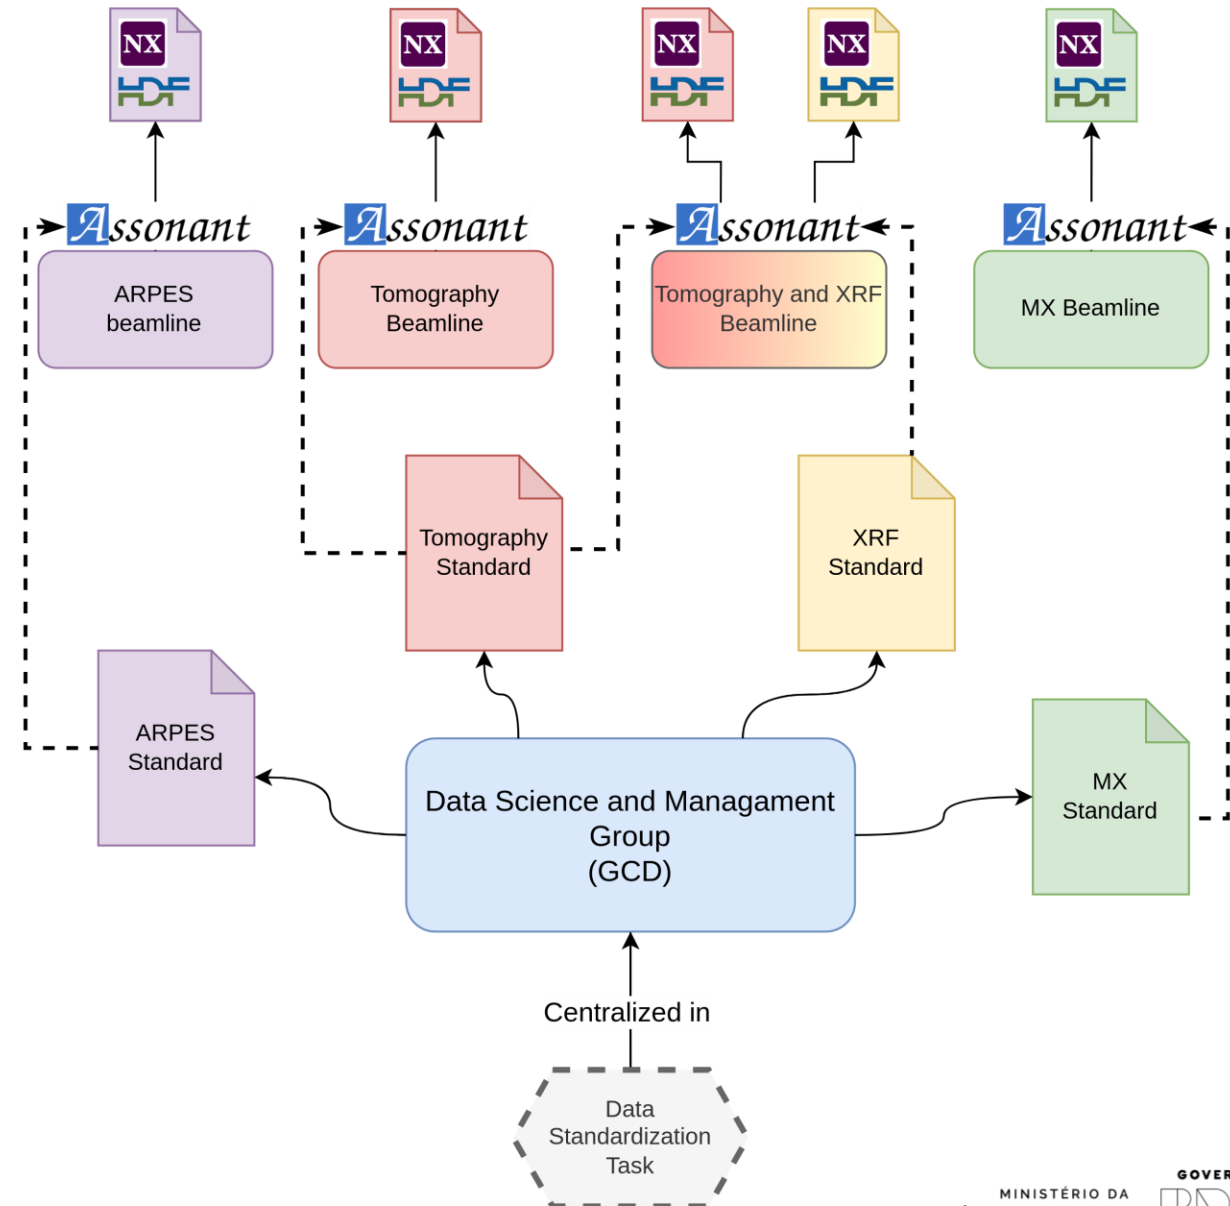 NX
HDF
NX
HDF
NX
HDF
NX
HDF
NX
HDF
Assonant
Assonant
Assonant
Assonant
ARPES
beamline
Tomography
Beamline
Tomography and XRF
Beamline
MX Beamline
Tomography
Standard
XRF
Standard
ARPES
Standard
MX
Standard
Data Science and Managament
Group
(GCD)
Centralized in
Data
Standardization
Task
MINISTÉRIO DA
GOVER